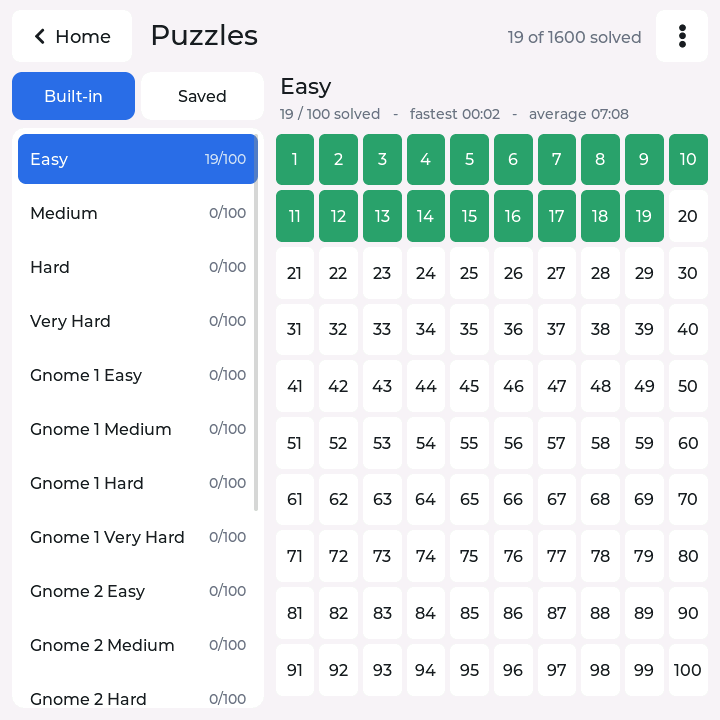 Home
Puzzles
19 of 1600 solved
Built-in
Saved
Easy 19/100
Medium 0/100
Hard 0/100
Very Hard 0/100
Gnome 1 Easy 0/100
Gnome 1 Medium 0/100
Gnome 1 Hard 0/100
Gnome 1 Very Hard 0/100
Gnome 2 Easy 0/100
Gnome 2 Medium 0/100
Gnome 2 Hard 0/100
Easy
19 / 100 solved - fastest 00:02 - average 07:08
1 2 3 4 5 6 7 8 9 10
11 12 13 14 15 16 17 18 19 20
21 22 23 24 25 26 27 28 29 30
31 32 33 34 35 36 37 38 39 40
41 42 43 44 45 46 47 48 49 50
51 52 53 54 55 56 57 58 59 60
61 62 63 64 65 66 67 68 69 70
71 72 73 74 75 76 77 78 79 80
81 82 83 84 85 86 87 88 89 90
91 92 93 94 95 96 97 98 99 100